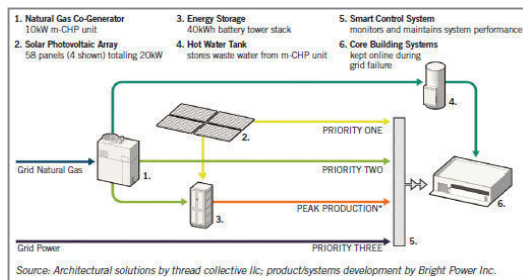 1. Natural Gas Co-Generator
10kW m-CHP unit
2. Solar Photovoltaic Array
58 panels (4 shown) totaling 20kW
3. Energy Storage
40kWh battery tower stack
4. Hot Water Tank
stores waste water from m-CHP unit
5. Smart Control System
monitors and maintains system performance
6. Core Building Systems
kept online during
grid failure
4.
2.
PRIORITY ONE
Grid Natural Gas
1.
PRIORITY TWO
3.
PEAK PRODUCTION*
6.
Grid Power
PRIORITY THREE
5.
Source: Architectural solutions by thread collective llc; product/systems development by Bright Power Inc.